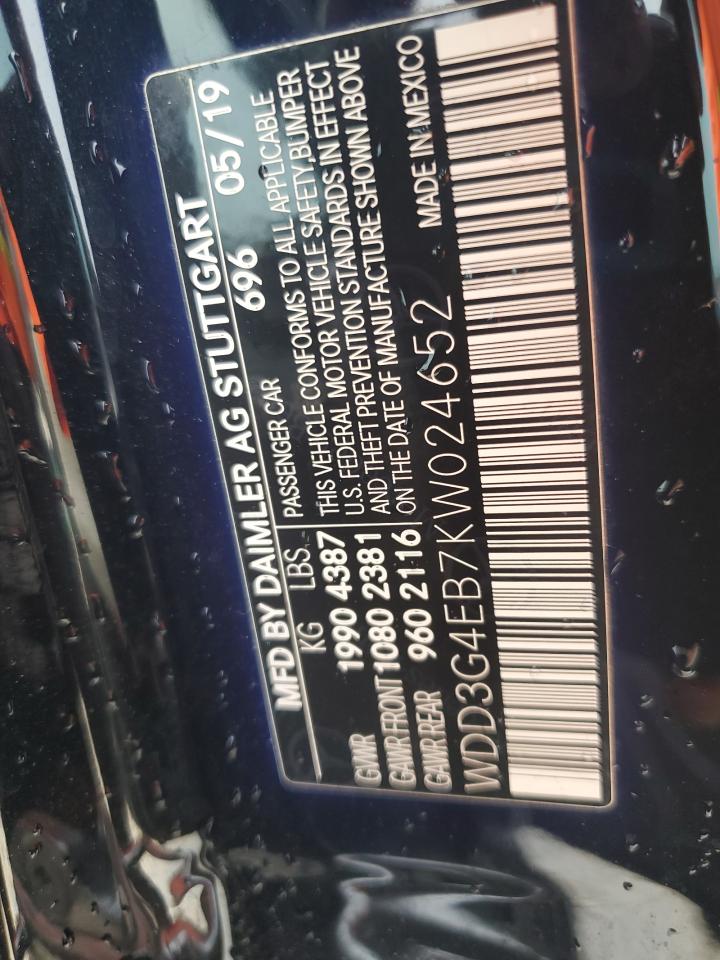 MFD BY DAIMLER AG STUTTGART
KG LBS. 696 05/19
PASSENGER CAR
GVWR 1990 4387 THIS VEHICLE CONFORMS TO ALL APPLICABLE
U.S. FEDERAL MOTOR VEHICLE SAFETY, BUMPER
GAWR FRONT 1080 2381 AND THEFT PREVENTION STANDARDS IN EFFECT
GAWR REAR 960 2116 ON THE DATE OF MANUFACTURE SHOWN ABOVE
WDD3G4EB7KW024652 MADE IN MEXICO